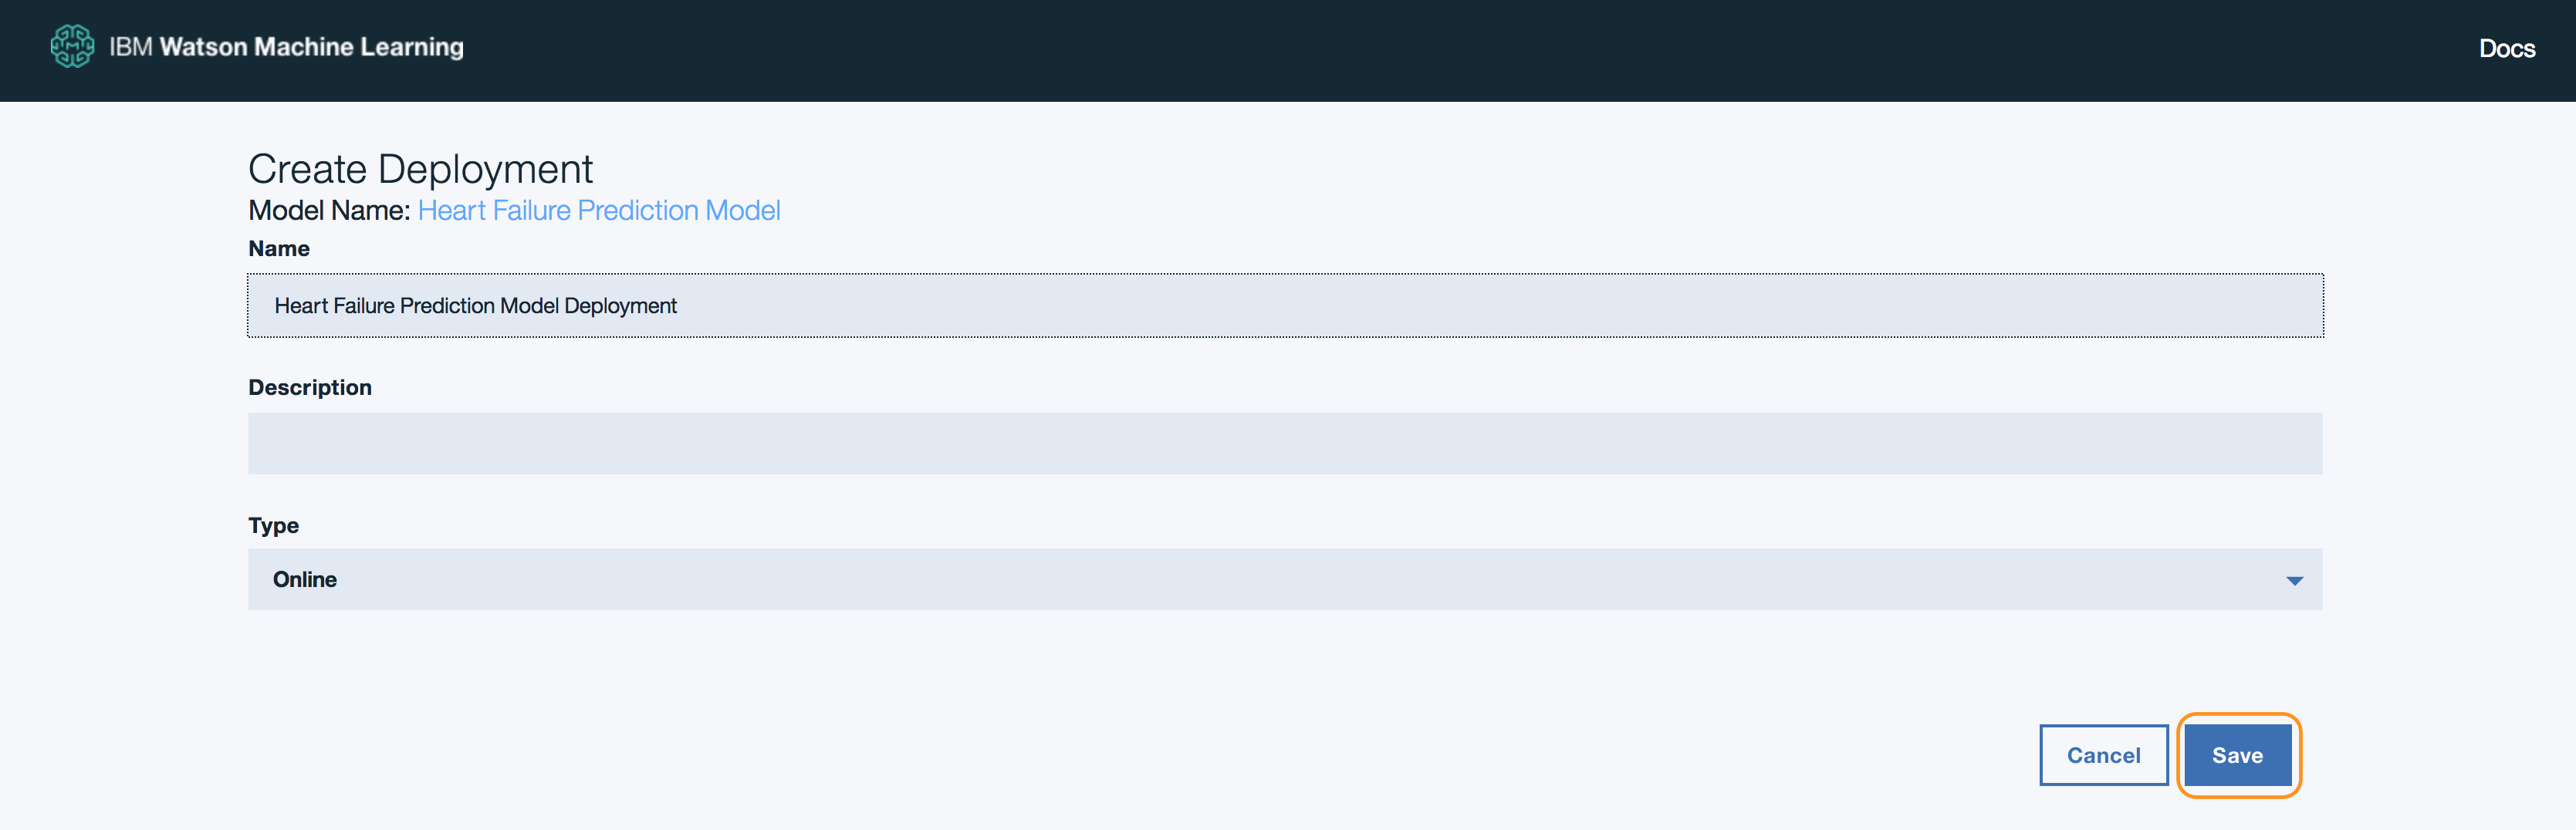 IBM Watson Machine Learning
Docs
Create Deployment
Model Name: Heart Failure Prediction Model
Name
Heart Failure Prediction Model Deployment
Description
Type
Online
Cancel
Save